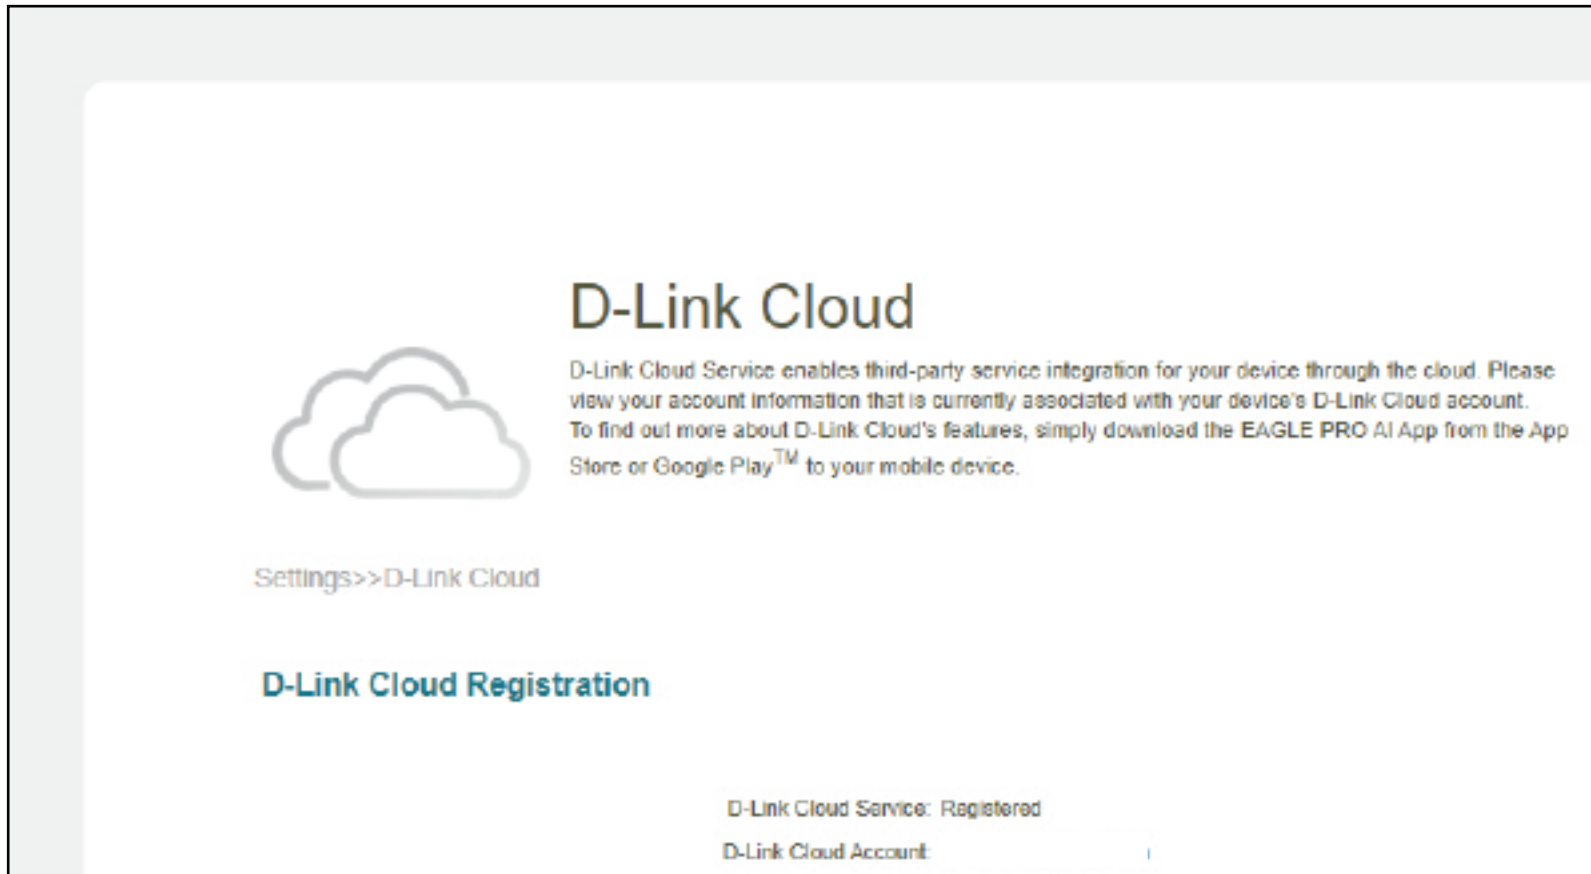 D-Link Cloud
D-Link Cloud Service enables third-party service integration for your device through the cloud. Please
view your account information that is currently associated with your device's D-Link Cloud account.
To find out more about D-Link Cloud's features, simply download the EAGLE PRO AI App from the App
Store or Google Play™ to your mobile device.
Settings>>D-Link Cloud
D-Link Cloud Registration
D-Link Cloud Service: Registered
D-Link Cloud Account: